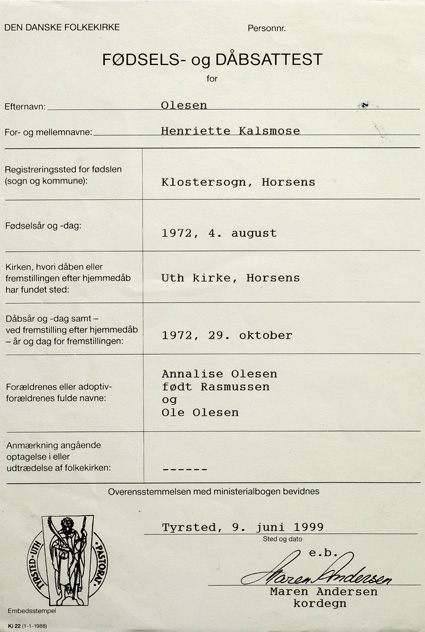 DEN DANSKE FOLKEKIRKE Personnr.
FØDSELS- og DÅBSATTEST
for
Efternavn: Olesen
For- og mellemnavne: Henriette Kalsmose
Registreringssted for fødslen
(sogn og kommune):
Klostersogn, Horsens
Fødselsår og -dag:
1972, 4. august
Kirken, hvori dåben eller
fremstillingen efter hjemmedåb
har fundet sted:
Uth kirke, Horsens
Dåbsår og -dag samt –
ved fremstilling efter hjemmedåb
– år og dag for fremstillingen:
1972, 29. oktober
Forældrenes eller adoptiv-
forældrenes fulde navne:
Annalise Olesen
født Rasmussen
og
Ole Olesen
Anmærkning angående
optagelse i eller
udtrædelse af folkekirken:
------
Overensstemmelsen med ministerialbogen bevidnes
Tyrsted, 9. juni 1999
Sted og dato
e.b.
Maren Andersen
Maren Andersen
kordegn
TYRSTED-UTH PASTORAT
Embedsstempel
Ki 22 (1-1-1988)